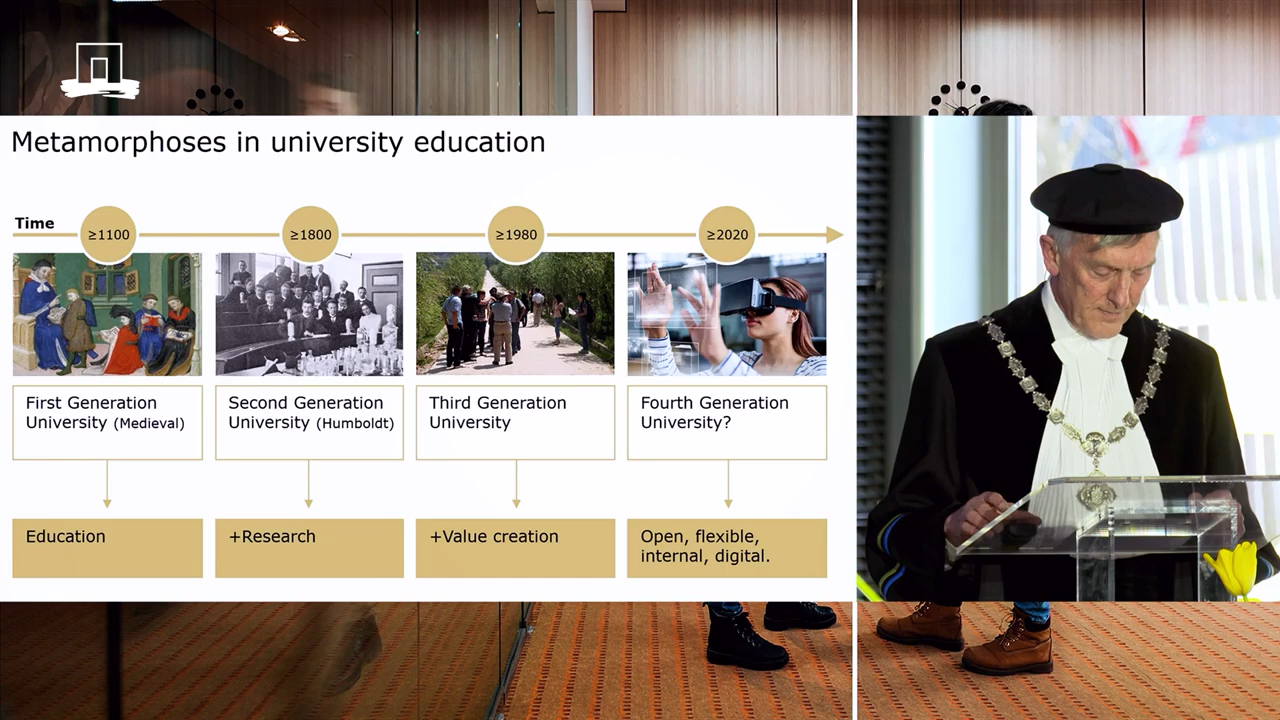 Metamorphoses in university education
Time
≥1100
≥1800
≥1980
≥2020
First Generation
University (Medieval)
Second Generation
University (Humboldt)
Third Generation
University
Fourth Generation
University?
Education
+Research
+Value creation
Open, flexible,
internal, digital.